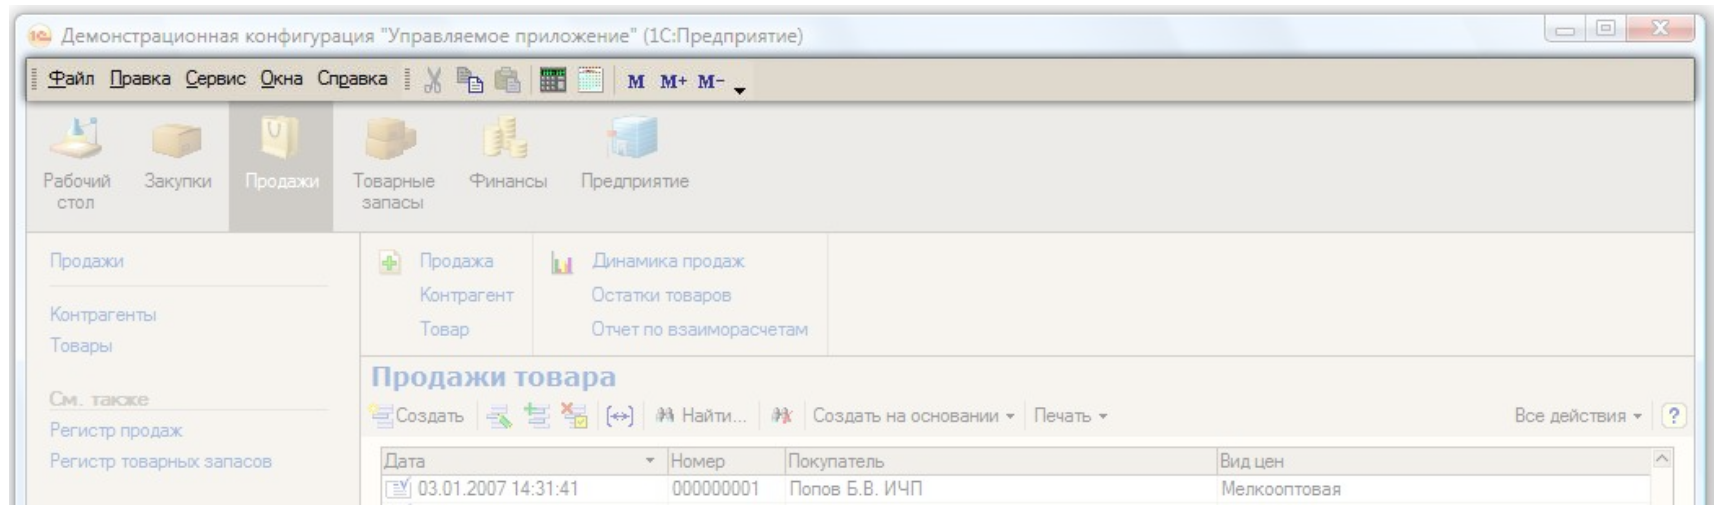 Демонстрационная конфигурация "Управляемое приложение" (1С:Предприятие)
Файл Правка Сервис Окна Справка M M+ M-
Рабочий стол Закупки Продажи Товарные запасы Финансы Предприятие
Продажи Продажа Динамика продаж
Контрагент Остатки товаров
Контрагенты
Товар Отчет по взаиморасчетам
Товары
Продажи товара
См. также
Создать Найти... Создать на основании Печать Все действия ?
Регистр продаж
Регистр товарных запасов
Дата Номер Покупатель Вид цен
03.01.2007 14:31:41 000000001 Попов Б.В. ИЧП Мелкооптовая